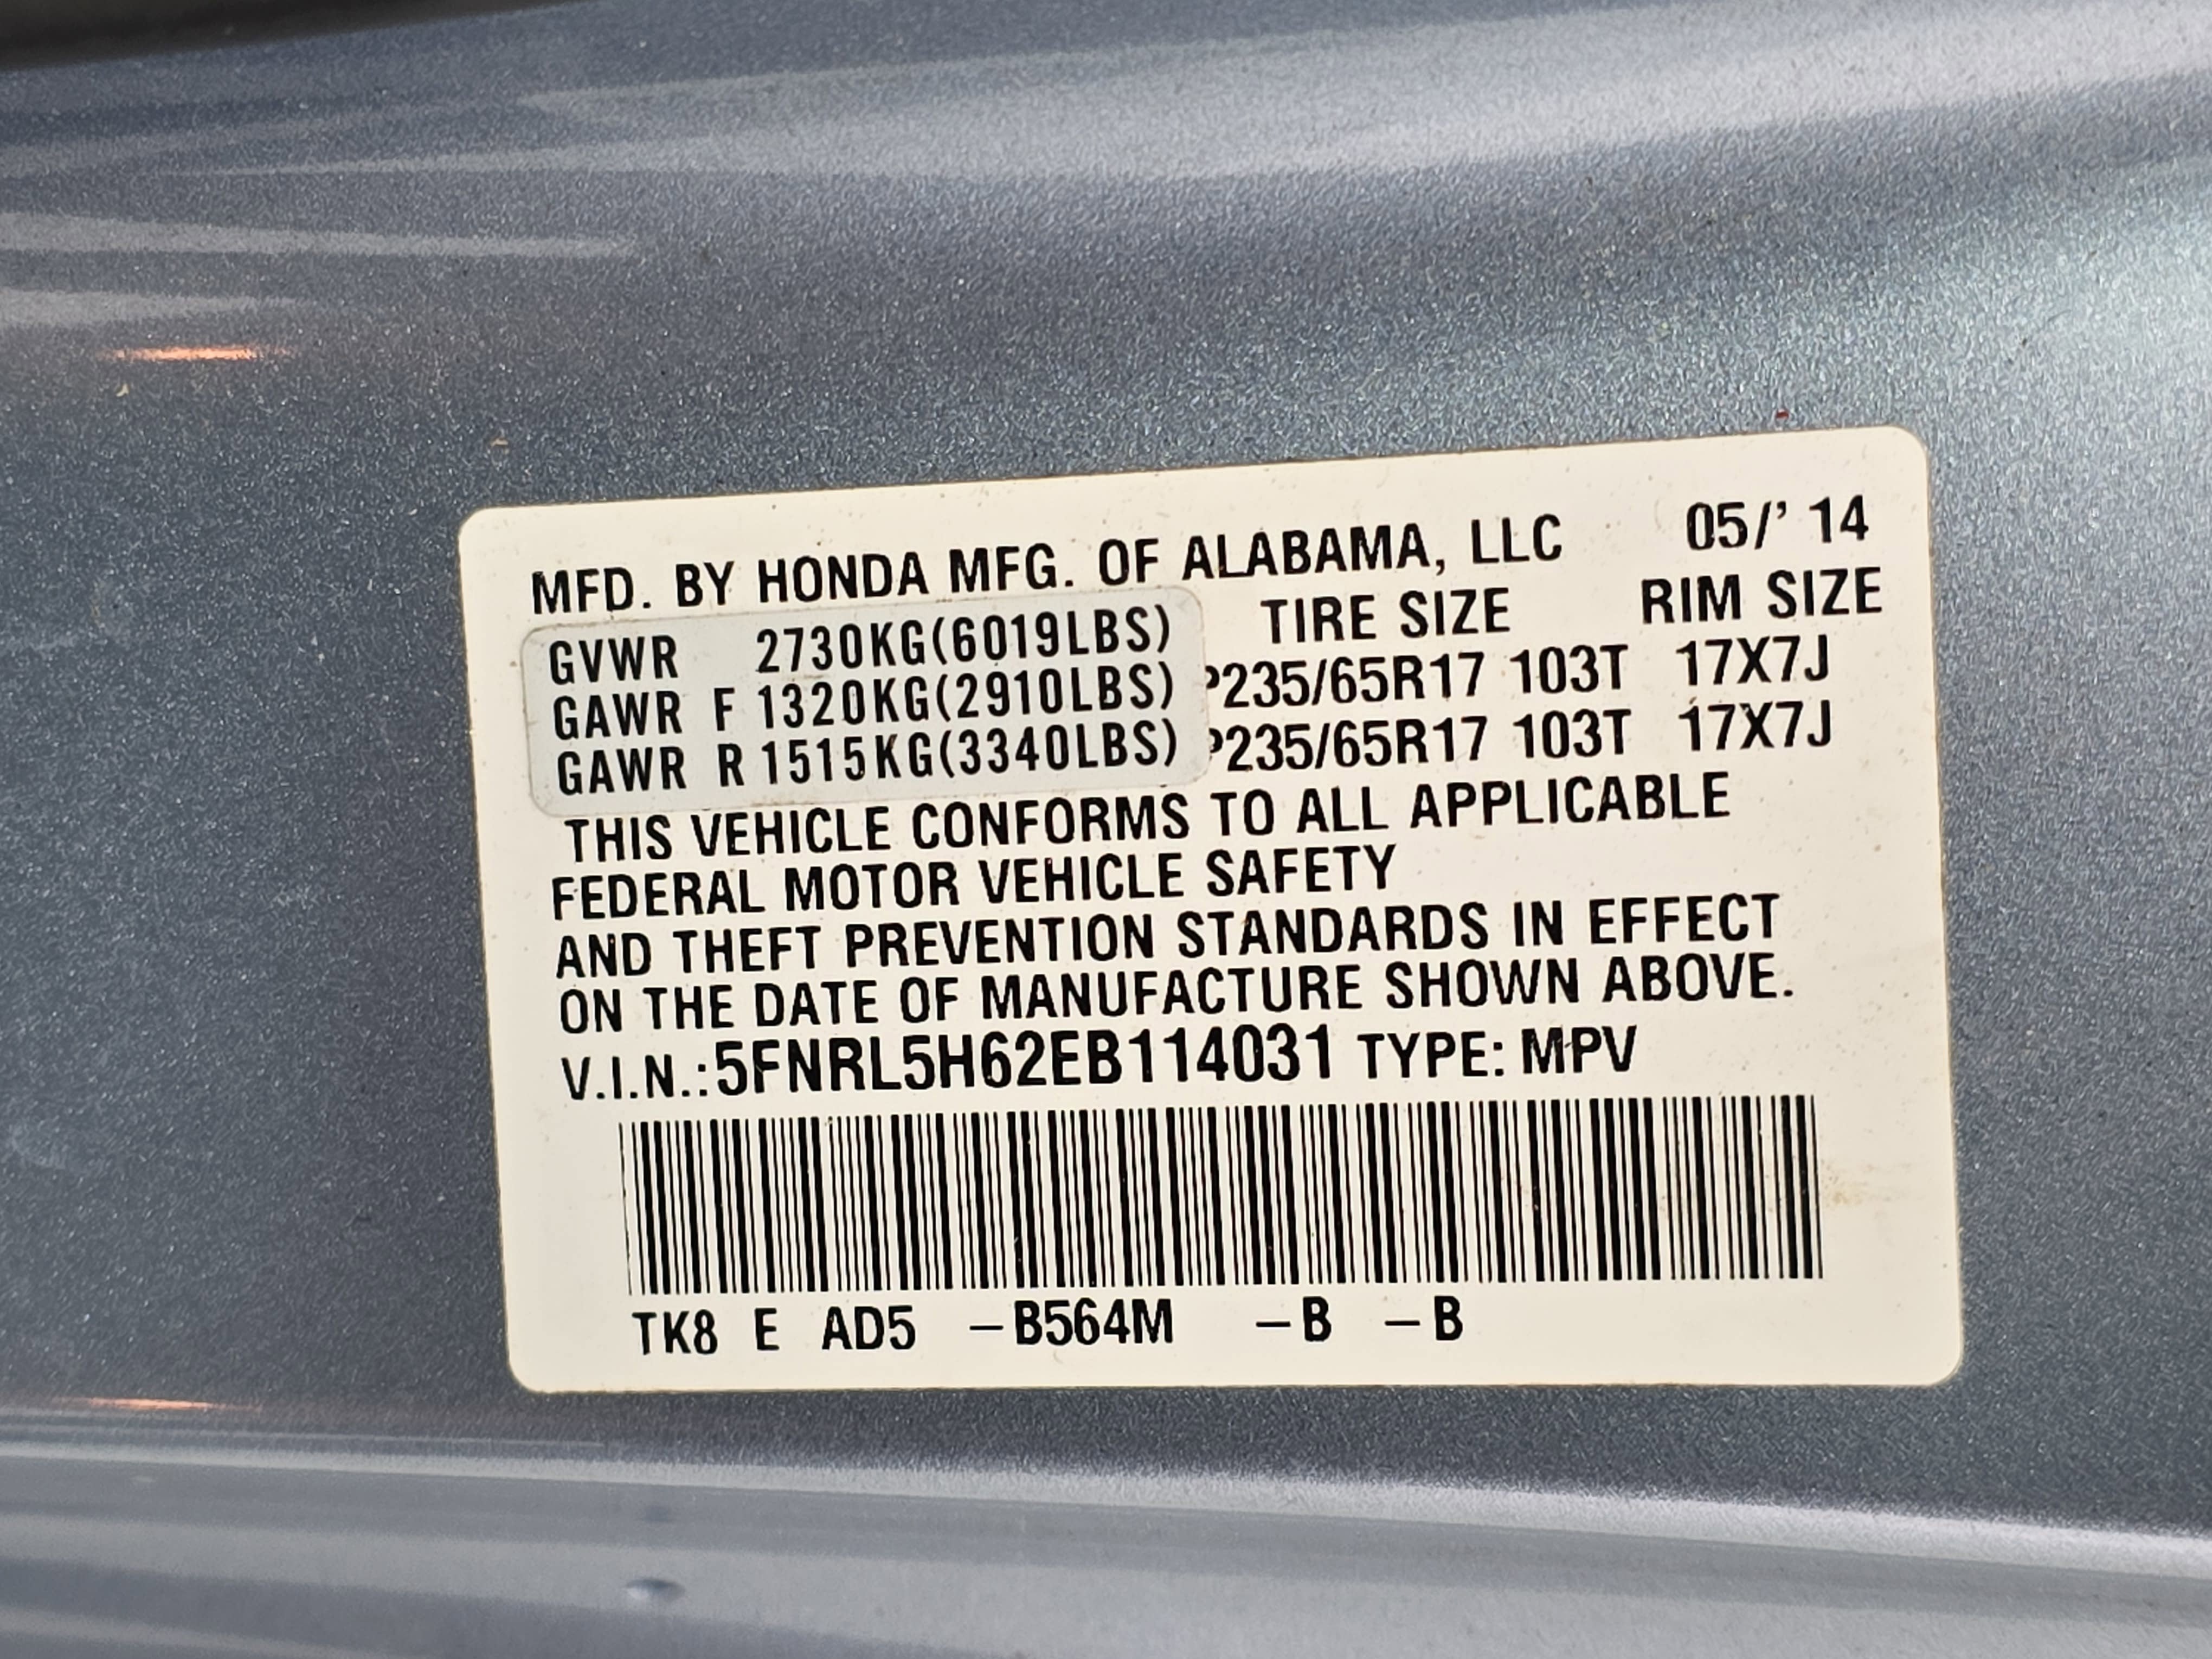 MFD. BY HONDA MFG. OF ALABAMA, LLC 05/' 14
TIRE SIZE RIM SIZE
GVWR 2730KG(6019LBS)
GAWR F 1320KG(2910LBS) P235/65R17 103T 17X7J
GAWR R 1515KG(3340LBS) P235/65R17 103T 17X7J
THIS VEHICLE CONFORMS TO ALL APPLICABLE
FEDERAL MOTOR VEHICLE SAFETY
AND THEFT PREVENTION STANDARDS IN EFFECT
ON THE DATE OF MANUFACTURE SHOWN ABOVE.
V.I.N.:5FNRL5H62EB114031 TYPE: MPV
TK8 E AD5 –B564M –B –B